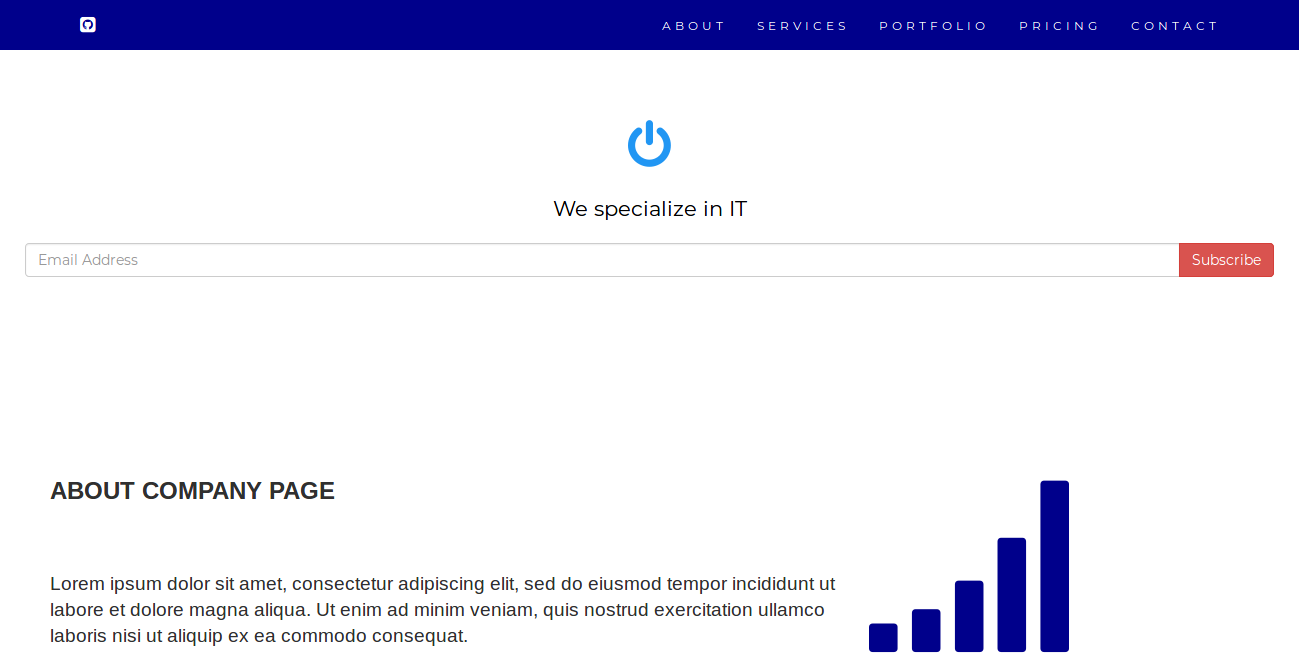 ABOUT SERVICES PORTFOLIO PRICING CONTACT
We specialize in IT
Email Address Subscribe
ABOUT COMPANY PAGE
Lorem ipsum dolor sit amet, consectetur adipiscing elit, sed do eiusmod tempor incididunt ut
labore et dolore magna aliqua. Ut enim ad minim veniam, quis nostrud exercitation ullamco
laboris nisi ut aliquip ex ea commodo consequat.